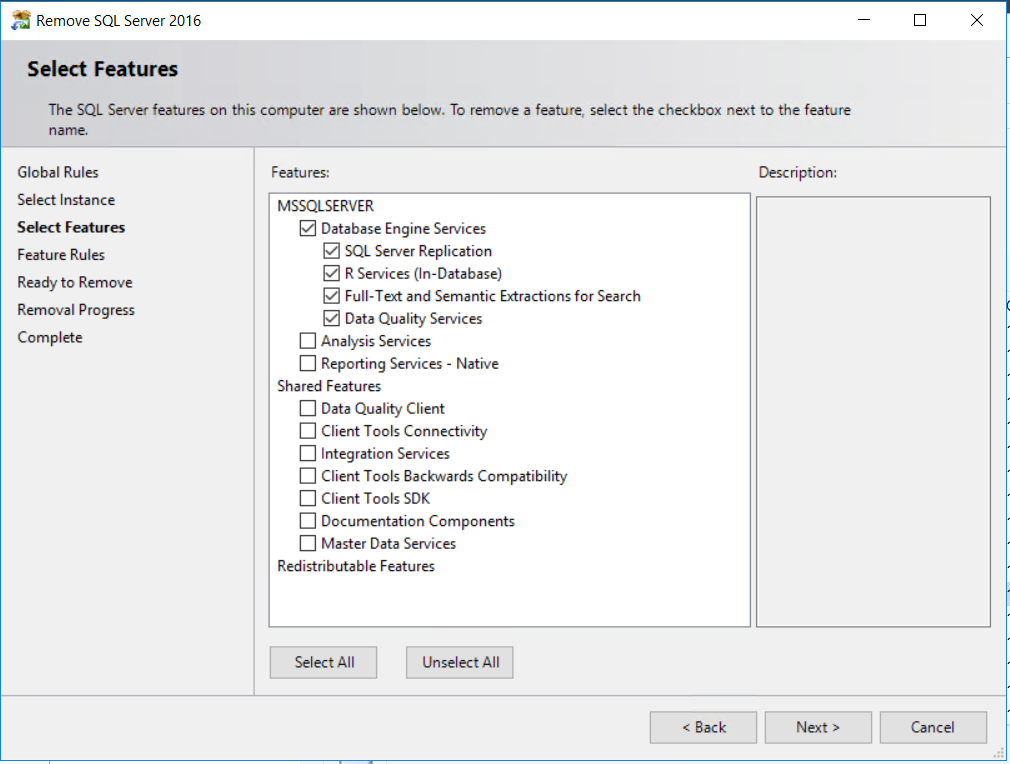 Remove SQL Server 2016
Select Features
The SQL Server features on this computer are shown below. To remove a feature, select the checkbox next to the feature
name.
Global Rules
Select Instance
Select Features
Feature Rules
Ready to Remove
Removal Progress
Complete
Features:
MSSQLSERVER
Database Engine Services
SQL Server Replication
R Services (In-Database)
Full-Text and Semantic Extractions for Search
Data Quality Services
Analysis Services
Reporting Services - Native
Shared Features
Data Quality Client
Client Tools Connectivity
Integration Services
Client Tools Backwards Compatibility
Client Tools SDK
Documentation Components
Master Data Services
Redistributable Features
Description:
Select All
Unselect All
< Back
Next >
Cancel